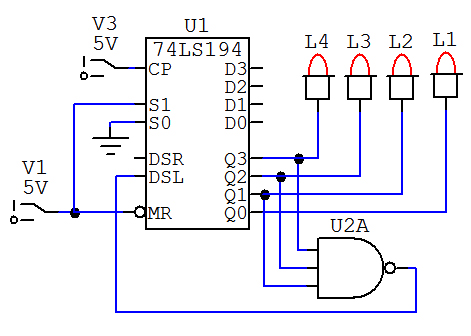 V3
5V
U1
74LS194
CP
S1
S0
DSR
DSL
MR
D3
D2
D1
D0
Q3
Q2
Q1
Q0
L4
L3
L2
L1
V1
5V
U2A